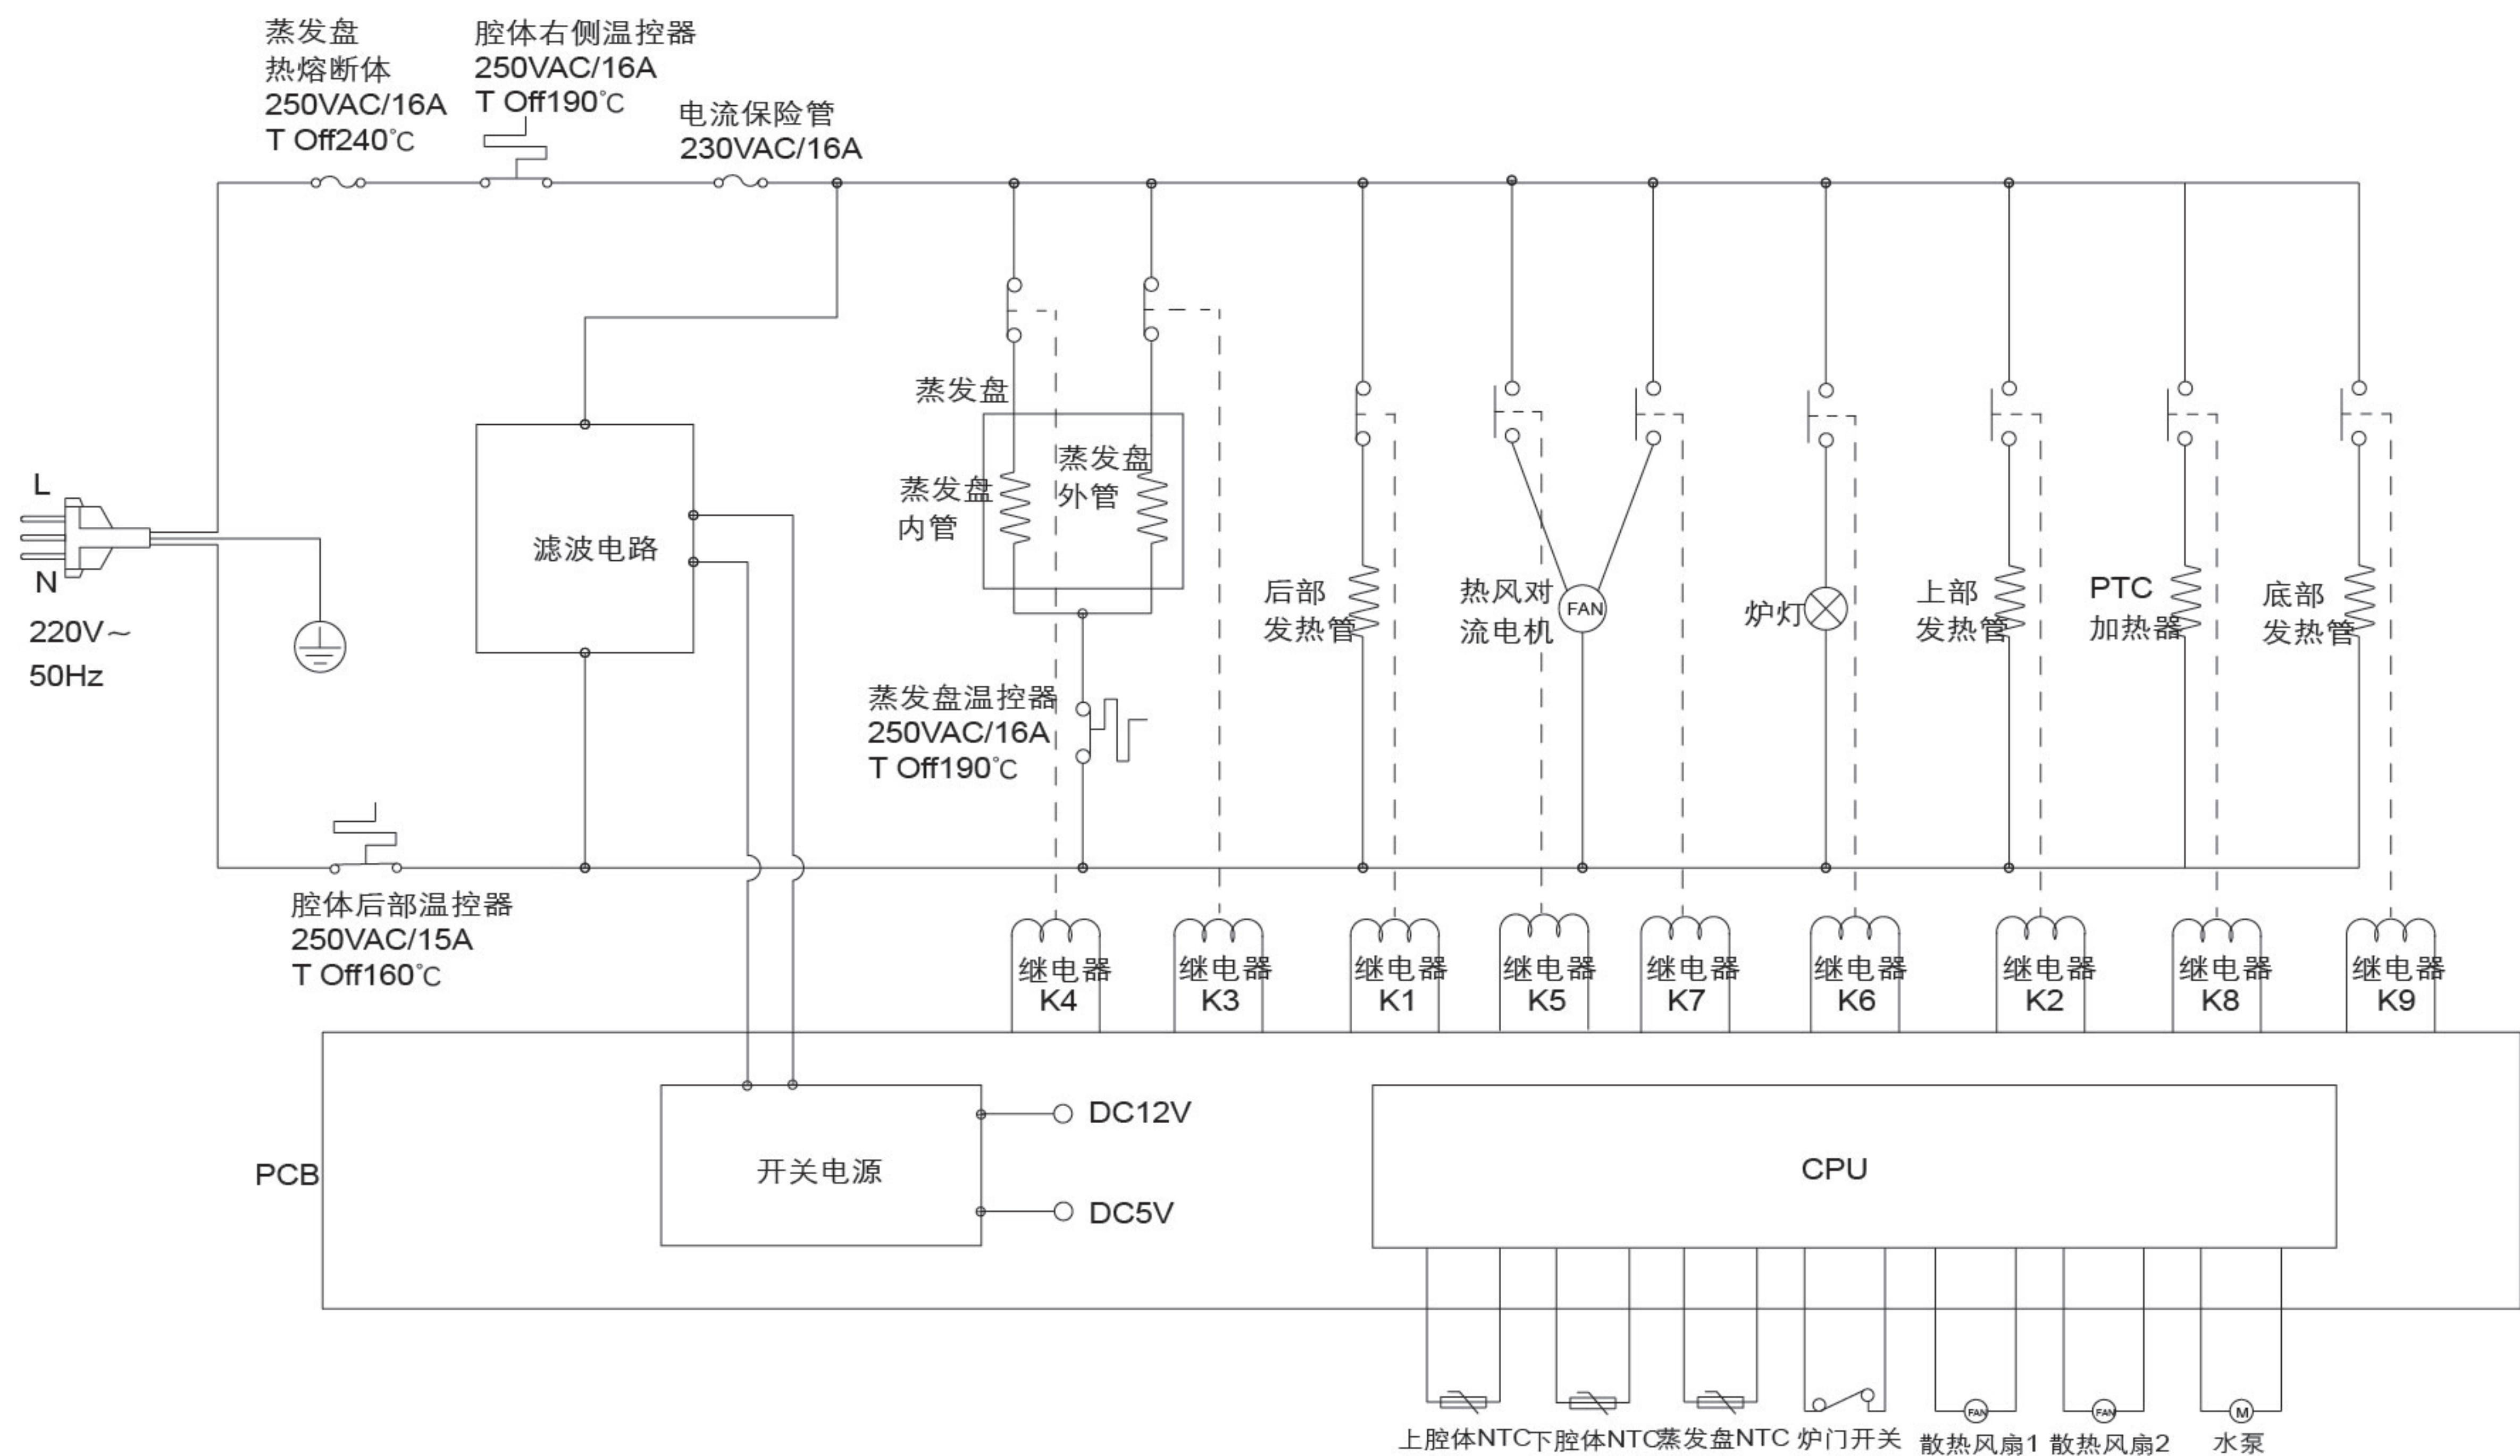 蒸发盘
热熔断体
250VAC/16A
T Off240℃
腔体右侧温控器
250VAC/16A
T Off190℃
电流保险管
230VAC/16A
L
N
220V～
50Hz
滤波电路
蒸发盘
蒸发盘
内管
蒸发盘
外管
蒸发盘温控器
250VAC/16A
T Off190℃
后部
发热管
热风对
流电机
FAN
炉灯
上部
发热管
PTC
加热器
底部
发热管
腔体后部温控器
250VAC/15A
T Off160℃
继电器
K4
继电器
K3
继电器
K1
继电器
K5
继电器
K7
继电器
K6
继电器
K2
继电器
K8
继电器
K9
PCB
开关电源
DC12V
DC5V
CPU
FAN
FAN
M
上腔体NTC
下腔体NTC
蒸发盘NTC
炉门开关
散热风扇1
散热风扇2
水泵